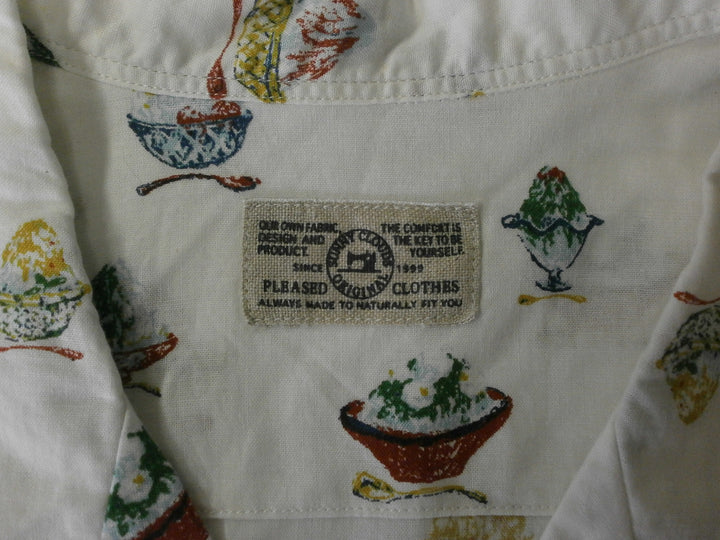 OUR OWN FABRIC,
DESIGN AND
PRODUCT.
SUNNY CLOUDS
ORIGINAL
THE COMFORT IS
THE KEY TO BE
YOURSELF.
SINCE 1999
PLEASED CLOTHES
ALWAYS MADE TO NATURALLY FIT YOU